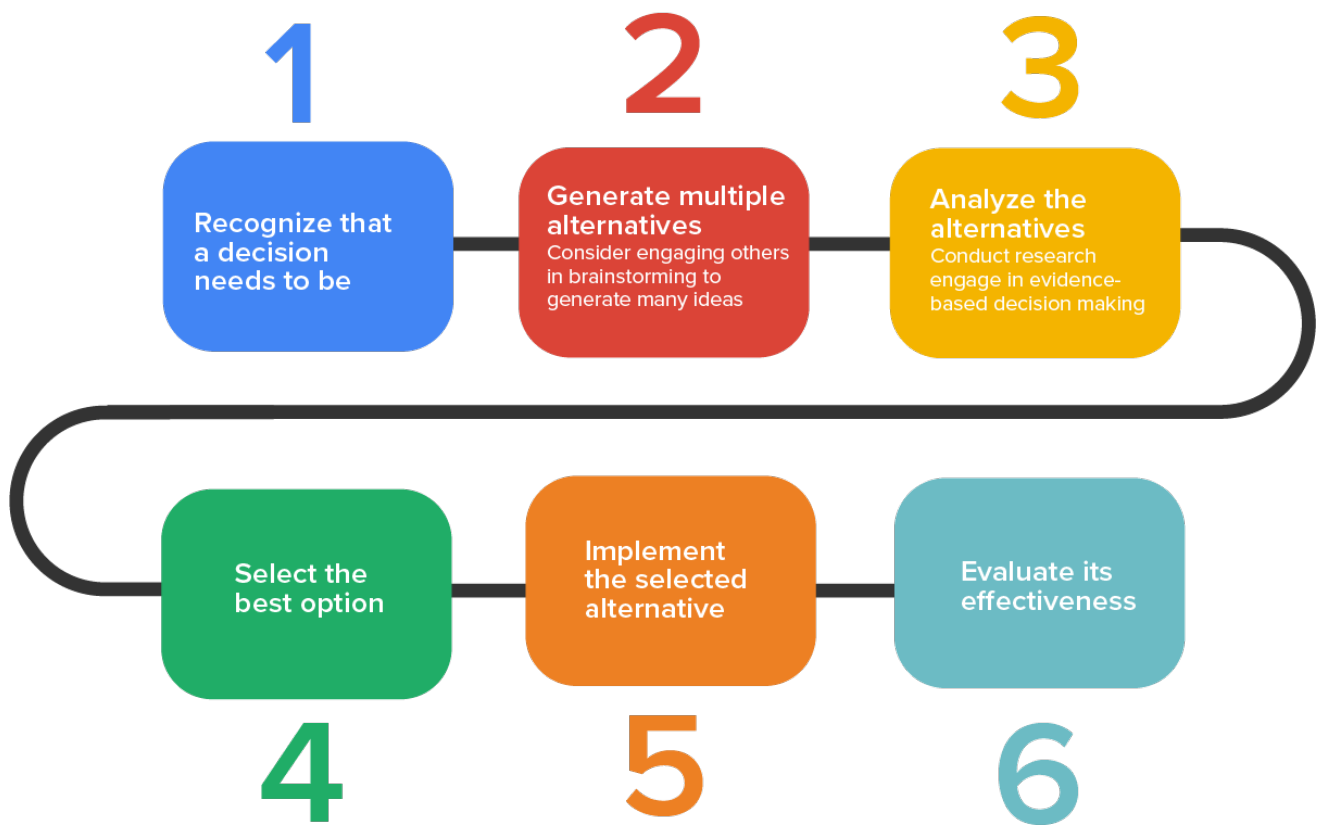 1
2
3
Recognize that
a decision
needs to be
Generate multiple
alternatives
Consider engaging others
in brainstorming to
generate many ideas
Analyze the
alternatives
Conduct research
engage in evidence-
based decision making
Select the
best option
Implement
the selected
alternative
Evaluate its
effectiveness
4
5
6